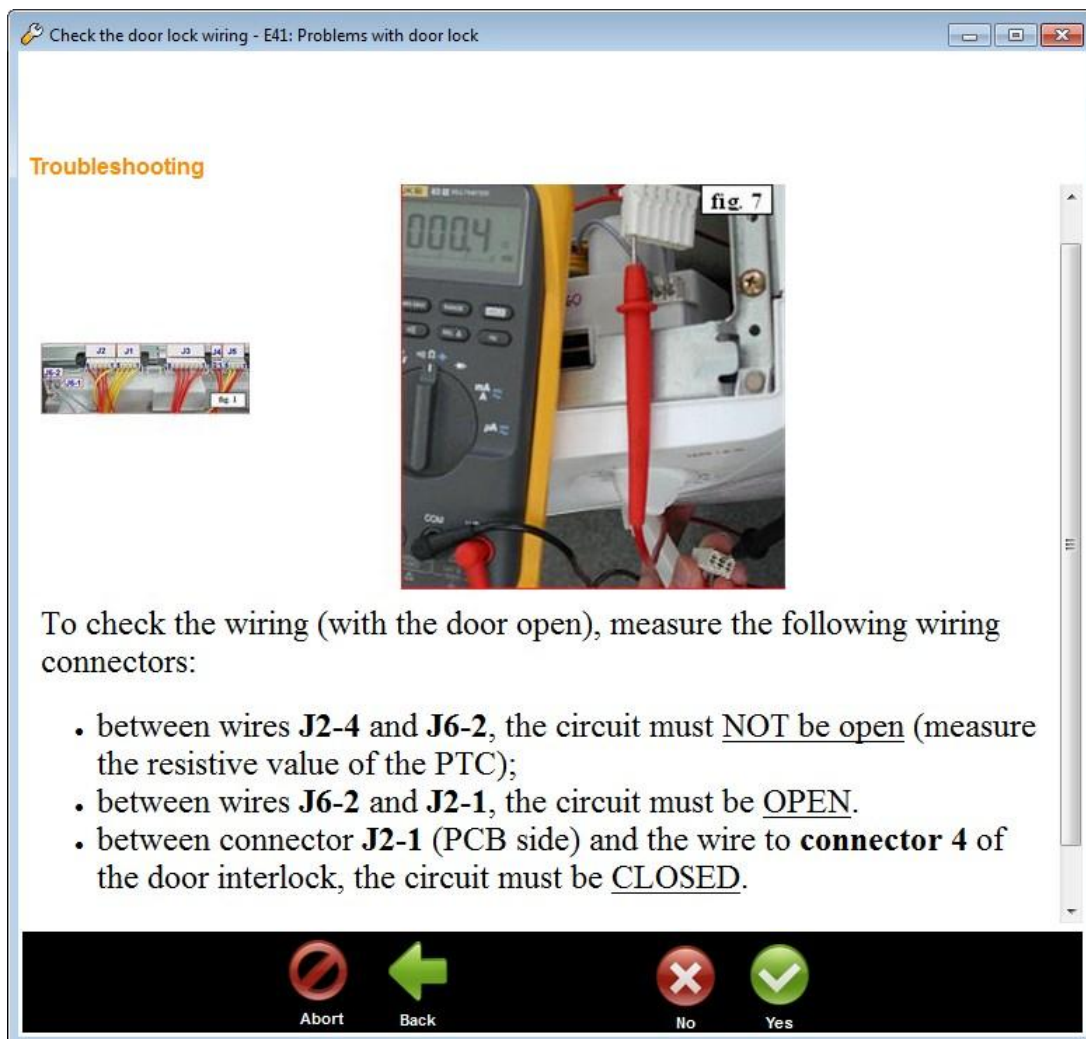 Check the door lock wiring - E41: Problems with door lock
Troubleshooting
fig. 7
000.4
COM
J2 J1 J3 J4 J5
J6-2
J6-1
fig. 1
To check the wiring (with the door open), measure the following wiring
connectors:
• between wires J2-4 and J6-2, the circuit must NOT be open (measure
the resistive value of the PTC);
• between wires J6-2 and J2-1, the circuit must be OPEN.
• between connector J2-1 (PCB side) and the wire to connector 4 of
the door interlock, the circuit must be CLOSED.
Abort
Back
No
Yes